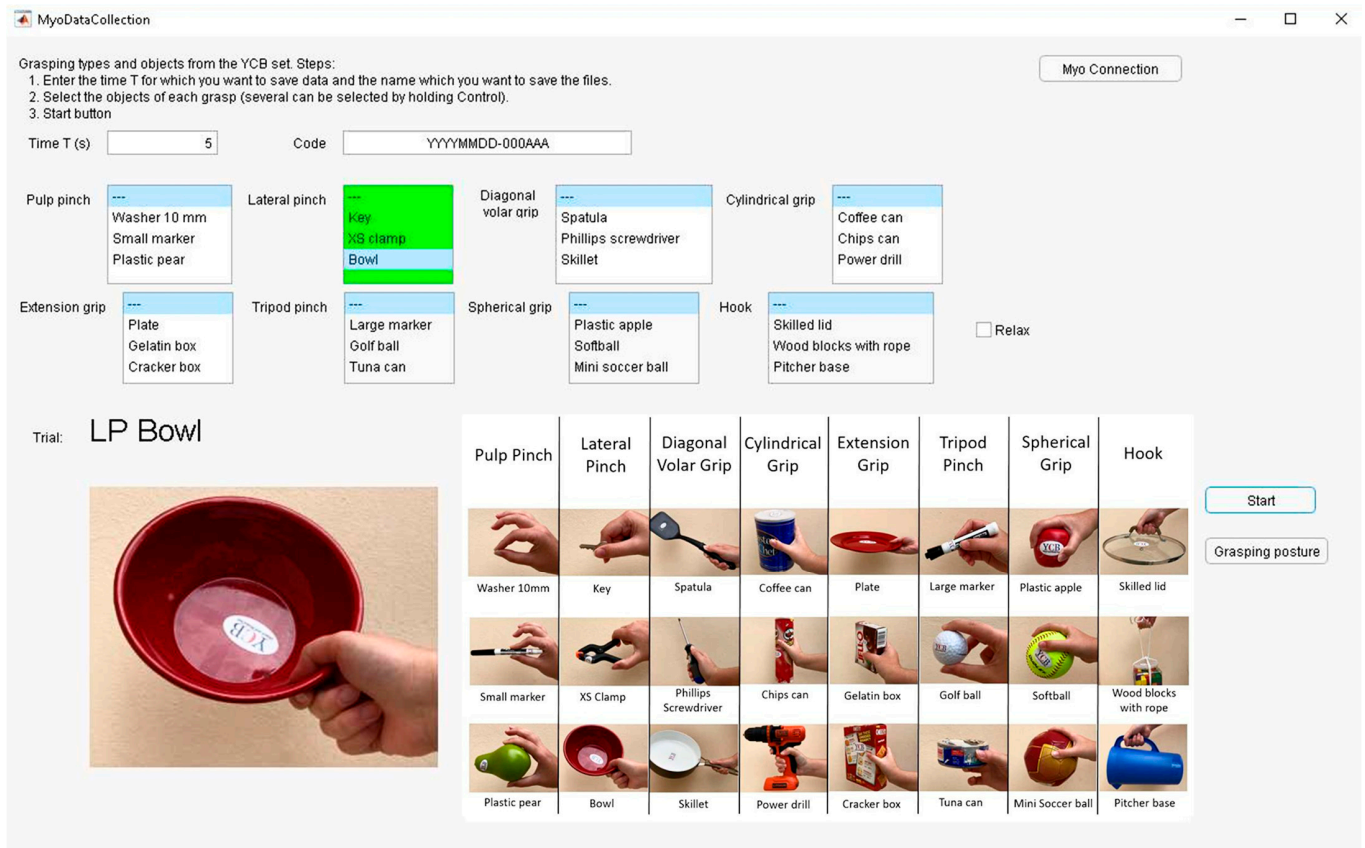 MyoDataCollection
Grasping types and objects from the YCB set. Steps:
1. Enter the time T for which you want to save data and the name which you want to save the files.
2. Select the objects of each grasp (several can be selected by holding Control).
3. Start button
Myo Connection
Time T (s)
5
Code
YYYYMMDD-000AAA
Pulp pinch
---
Washer 10 mm
Small marker
Plastic pear
Lateral pinch
---
Key
XS clamp
Bowl
Diagonal
volar grip
---
Spatula
Phillips screwdriver
Skillet
Cylindrical grip
---
Coffee can
Chips can
Power drill
Extension grip
---
Plate
Gelatin box
Cracker box
Tripod pinch
---
Large marker
Golf ball
Tuna can
Spherical grip
---
Plastic apple
Softball
Mini soccer ball
Hook
---
Skilled lid
Wood blocks with rope
Pitcher base
Relax
Trial:
LP Bowl
YCB
Pulp Pinch
Lateral
Pinch
Diagonal
Volar Grip
Cylindrical
Grip
Extension
Grip
Tripod
Pinch
Spherical
Grip
Hook
YCB
Washer 10mm
Key
Spatula
Coffee can
Plate
Large marker
Plastic apple
Skilled lid
YCB
YCB
Small marker
XS Clamp
Phillips
Screwdriver
Chips can
Gelatin box
Golf ball
Softball
Wood blocks
with rope
Plastic pear
Bowl
Skillet
Power drill
Cracker box
Tuna can
Mini Soccer ball
Pitcher base
Start
Grasping posture